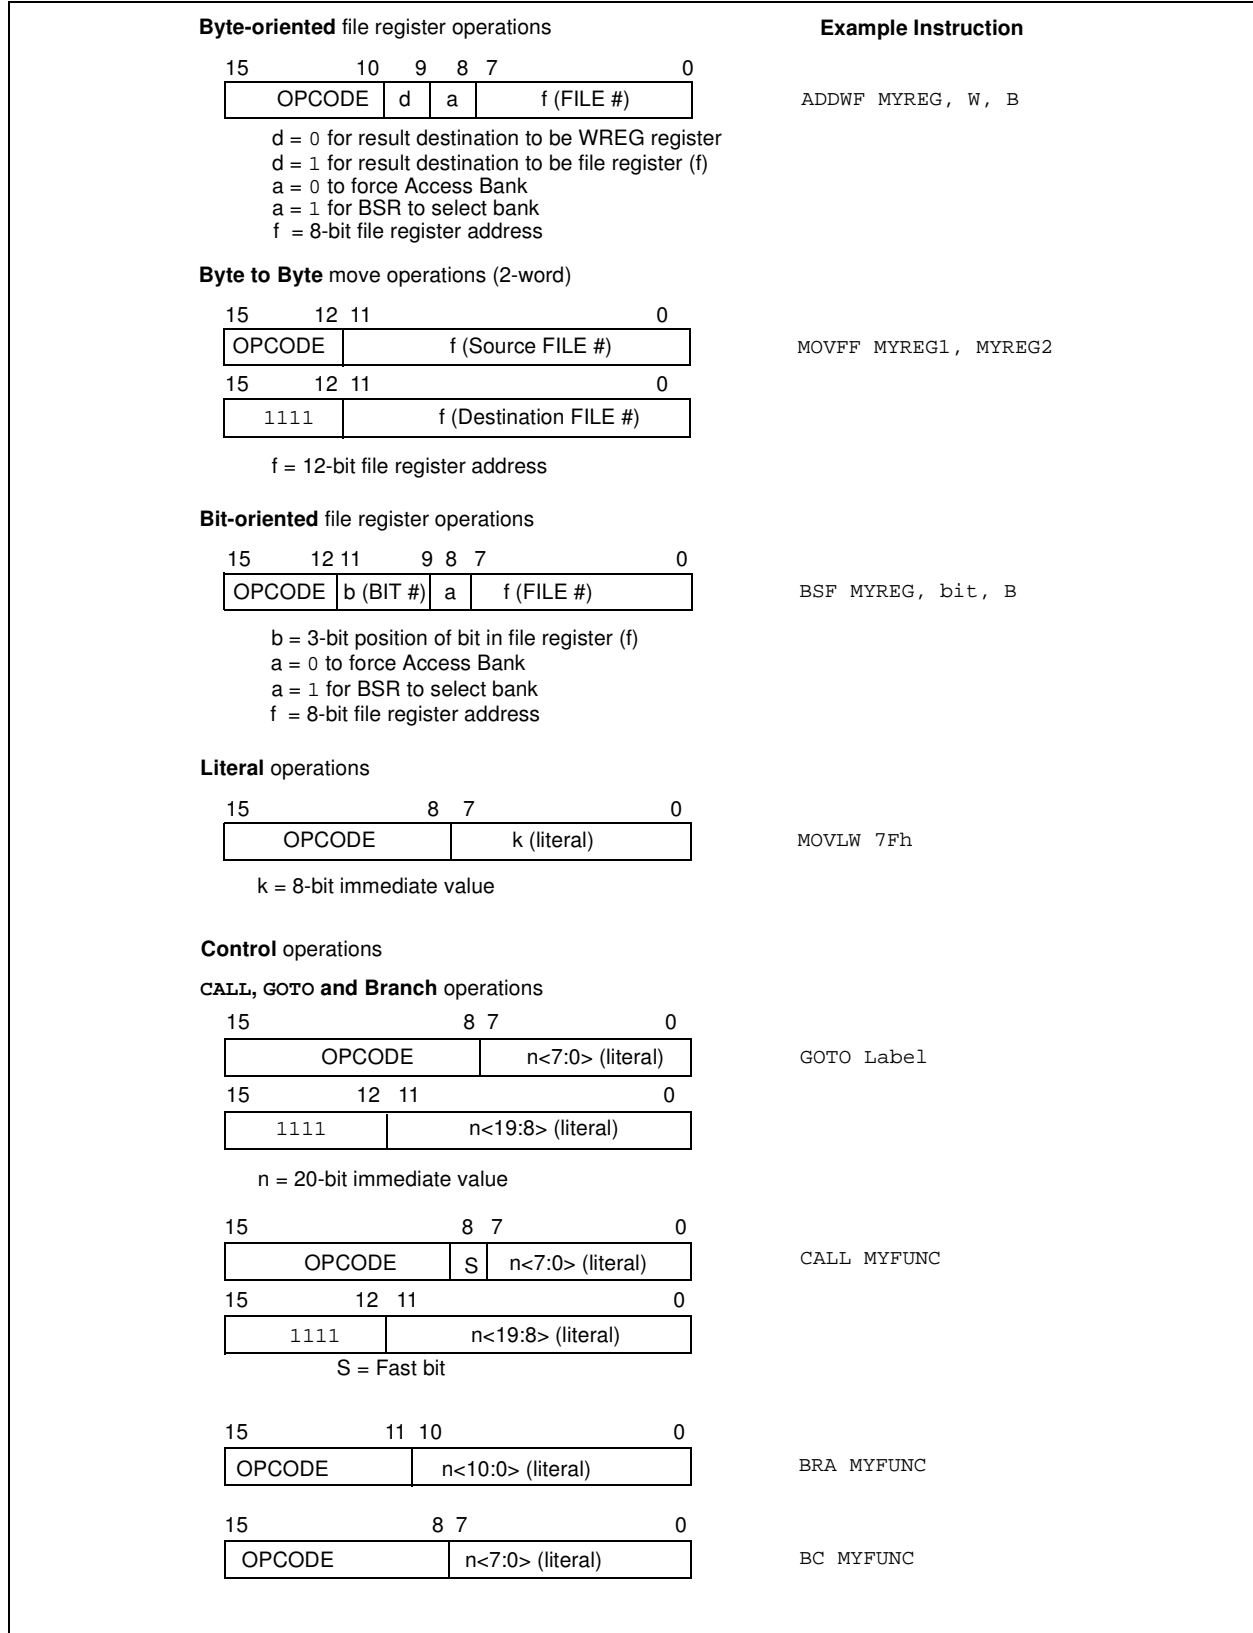 Byte-oriented file register operations Example Instruction
15 10 9 8 7 0
OPCODE d a f (FILE #) ADDWF MYREG, W, B
d = 0 for result destination to be WREG register
d = 1 for result destination to be file register (f)
a = 0 to force Access Bank
a = 1 for BSR to select bank
f = 8-bit file register address
Byte to Byte move operations (2-word)
15 12 11 0
OPCODE f (Source FILE #) MOVFF MYREG1, MYREG2
15 12 11 0
1111 f (Destination FILE #)
f = 12-bit file register address
Bit-oriented file register operations
15 12 11 9 8 7 0
OPCODE b (BIT #) a f (FILE #) BSF MYREG, bit, B
b = 3-bit position of bit in file register (f)
a = 0 to force Access Bank
a = 1 for BSR to select bank
f = 8-bit file register address
Literal operations
15 8 7 0
OPCODE k (literal) MOVLW 7Fh
k = 8-bit immediate value
Control operations
CALL, GOTO and Branch operations
15 8 7 0
OPCODE n<7:0> (literal) GOTO Label
15 12 11 0
1111 n<19:8> (literal)
n = 20-bit immediate value
15 8 7 0
OPCODE S n<7:0> (literal) CALL MYFUNC
15 12 11 0
1111 n<19:8> (literal)
S = Fast bit
15 11 10 0
OPCODE n<10:0> (literal) BRA MYFUNC
15 8 7 0
OPCODE n<7:0> (literal) BC MYFUNC